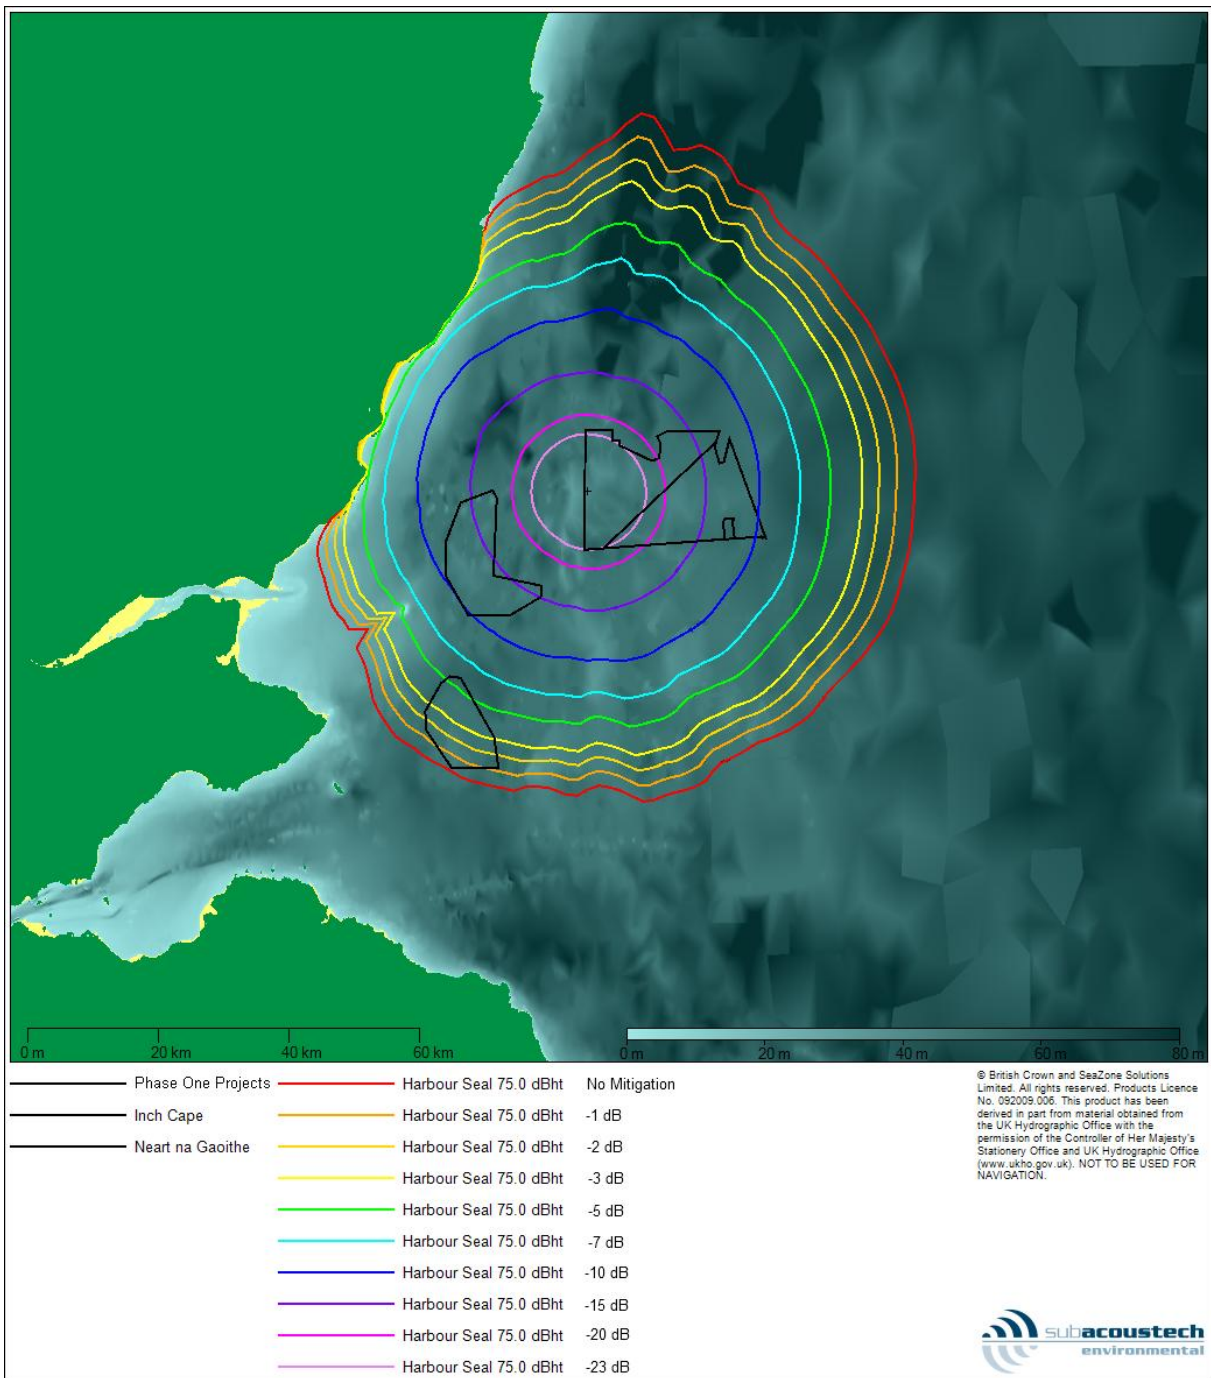 0 m 20 km 40 km 60 km
0 m 20 m 40 m 60 m 80 m
Phase One Projects
Inch Cape
Neart na Gaoithe
Harbour Seal 75.0 dBht No Mitigation
Harbour Seal 75.0 dBht -1 dB
Harbour Seal 75.0 dBht -2 dB
Harbour Seal 75.0 dBht -3 dB
Harbour Seal 75.0 dBht -5 dB
Harbour Seal 75.0 dBht -7 dB
Harbour Seal 75.0 dBht -10 dB
Harbour Seal 75.0 dBht -15 dB
Harbour Seal 75.0 dBht -20 dB
Harbour Seal 75.0 dBht -23 dB
© British Crown and SeaZone Solutions
Limited. All rights reserved. Products Licence
No. 092009.006. This product has been
derived in part from material obtained from
the UK Hydrographic Office with the
permission of the Controller of Her Majesty's
Stationery Office and UK Hydrographic Office
(www.ukho.gov.uk). NOT TO BE USED FOR
NAVIGATION.
subacoustech
environmental